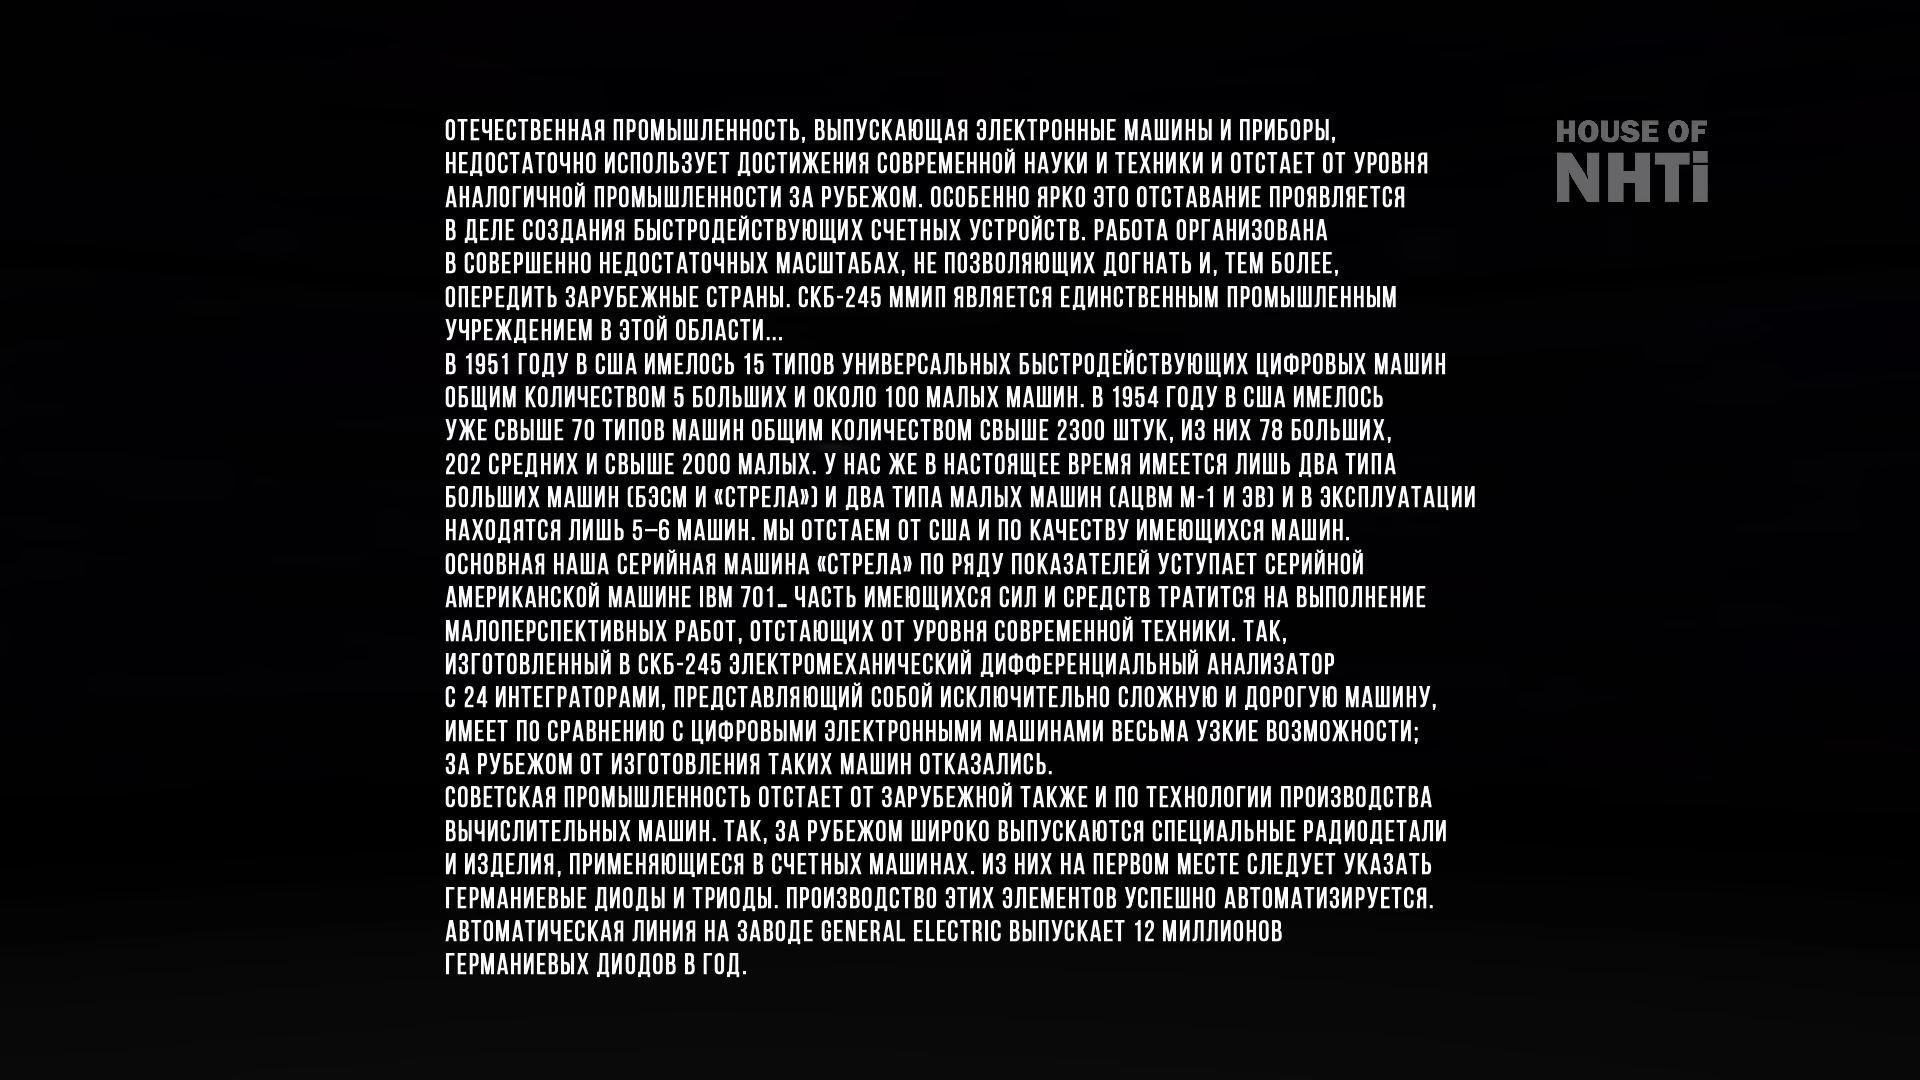 ОТЕЧЕСТВЕННАЯ ПРОМЫШЛЕННОСТЬ, ВЫПУСКАЮЩАЯ ЭЛЕКТРОННЫЕ МАШИНЫ И ПРИБОРЫ,
НЕДОСТАТОЧНО ИСПОЛЬЗУЕТ ДОСТИЖЕНИЯ СОВРЕМЕННОЙ НАУКИ И ТЕХНИКИ И ОТСТАЕТ ОТ УРОВНЯ
АНАЛОГИЧНОЙ ПРОМЫШЛЕННОСТИ ЗА РУБЕЖОМ. ОСОБЕННО ЯРКО ЭТО ОТСТАВАНИЕ ПРОЯВЛЯЕТСЯ
В ДЕЛЕ СОЗДАНИЯ БЫСТРОДЕЙСТВУЮЩИХ СЧЕТНЫХ УСТРОЙСТВ. РАБОТА ОРГАНИЗОВАНА
В СОВЕРШЕННО НЕДОСТАТОЧНЫХ МАСШТАБАХ, НЕ ПОЗВОЛЯЮЩИХ ДОГНАТЬ И, ТЕМ БОЛЕЕ,
ОПЕРЕДИТЬ ЗАРУБЕЖНЫЕ СТРАНЫ. СКБ-245 ММИП ЯВЛЯЕТСЯ ЕДИНСТВЕННЫМ ПРОМЫШЛЕННЫМ
УЧРЕЖДЕНИЕМ В ЭТОЙ ОБЛАСТИ...
В 1951 ГОДУ В США ИМЕЛОСЬ 15 ТИПОВ УНИВЕРСАЛЬНЫХ БЫСТРОДЕЙСТВУЮЩИХ ЦИФРОВЫХ МАШИН
ОБЩИМ КОЛИЧЕСТВОМ 5 БОЛЬШИХ И ОКОЛО 100 МАЛЫХ МАШИН. В 1954 ГОДУ В США ИМЕЛОСЬ
УЖЕ СВЫШЕ 70 ТИПОВ МАШИН ОБЩИМ КОЛИЧЕСТВОМ СВЫШЕ 2300 ШТУК, ИЗ НИХ 78 БОЛЬШИХ,
202 СРЕДНИХ И СВЫШЕ 2000 МАЛЫХ. У НАС ЖЕ В НАСТОЯЩЕЕ ВРЕМЯ ИМЕЕТСЯ ЛИШЬ ДВА ТИПА
БОЛЬШИХ МАШИН (БЭСМ И «СТРЕЛА») И ДВА ТИПА МАЛЫХ МАШИН (АЦВМ М-1 И ЭВ) И В ЭКСПЛУАТАЦИИ
НАХОДЯТСЯ ЛИШЬ 5–6 МАШИН. МЫ ОТСТАЕМ ОТ США И ПО КАЧЕСТВУ ИМЕЮЩИХСЯ МАШИН.
ОСНОВНАЯ НАША СЕРИЙНАЯ МАШИНА «СТРЕЛА» ПО РЯДУ ПОКАЗАТЕЛЕЙ УСТУПАЕТ СЕРИЙНОЙ
АМЕРИКАНСКОЙ МАШИНЕ IBM 701… ЧАСТЬ ИМЕЮЩИХСЯ СИЛ И СРЕДСТВ ТРАТИТСЯ НА ВЫПОЛНЕНИЕ
МАЛОПЕРСПЕКТИВНЫХ РАБОТ, ОТСТАЮЩИХ ОТ УРОВНЯ СОВРЕМЕННОЙ ТЕХНИКИ. ТАК,
ИЗГОТОВЛЕННЫЙ В СКБ-245 ЭЛЕКТРОМЕХАНИЧЕСКИЙ ДИФФЕРЕНЦИАЛЬНЫЙ АНАЛИЗАТОР
С 24 ИНТЕГРАТОРАМИ, ПРЕДСТАВЛЯЮЩИЙ СОБОЙ ИСКЛЮЧИТЕЛЬНО СЛОЖНУЮ И ДОРОГУЮ МАШИНУ,
ИМЕЕТ ПО СРАВНЕНИЮ С ЦИФРОВЫМИ ЭЛЕКТРОННЫМИ МАШИНАМИ ВЕСЬМА УЗКИЕ ВОЗМОЖНОСТИ;
ЗА РУБЕЖОМ ОТ ИЗГОТОВЛЕНИЯ ТАКИХ МАШИН ОТКАЗАЛИСЬ.
СОВЕТСКАЯ ПРОМЫШЛЕННОСТЬ ОТСТАЕТ ОТ ЗАРУБЕЖНОЙ ТАКЖЕ И ПО ТЕХНОЛОГИИ ПРОИЗВОДСТВА
ВЫЧИСЛИТЕЛЬНЫХ МАШИН. ТАК, ЗА РУБЕЖОМ ШИРОКО ВЫПУСКАЮТСЯ СПЕЦИАЛЬНЫЕ РАДИОДЕТАЛИ
И ИЗДЕЛИЯ, ПРИМЕНЯЮЩИЕСЯ В СЧЕТНЫХ МАШИНАХ. ИЗ НИХ НА ПЕРВОМ МЕСТЕ СЛЕДУЕТ УКАЗАТЬ
ГЕРМАНИЕВЫЕ ДИОДЫ И ТРИОДЫ. ПРОИЗВОДСТВО ЭТИХ ЭЛЕМЕНТОВ УСПЕШНО АВТОМАТИЗИРУЕТСЯ.
АВТОМАТИЧЕСКАЯ ЛИНИЯ НА ЗАВОДЕ GENERAL ELECTRIC ВЫПУСКАЕТ 12 МИЛЛИОНОВ
ГЕРМАНИЕВЫХ ДИОДОВ В ГОД.
HOUSE OF
NHTi